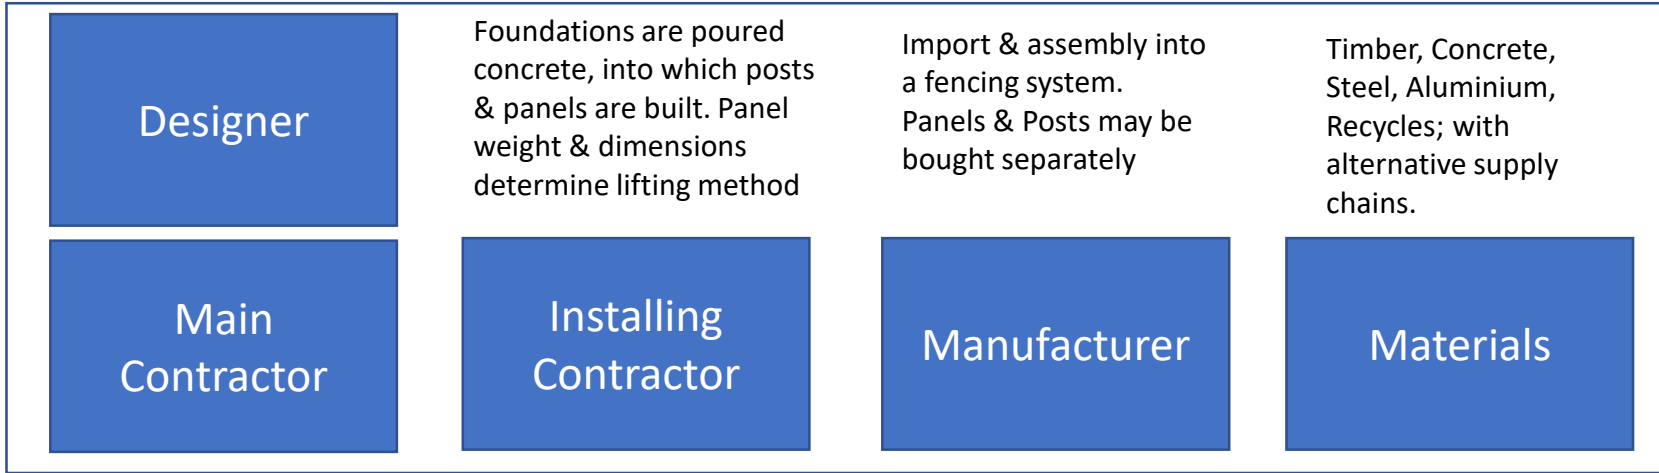 Designer
Foundations are poured
concrete, into which posts
& panels are built. Panel
weight & dimensions
determine lifting method
Import & assembly into
a fencing system.
Panels & Posts may be
bought separately
Timber, Concrete,
Steel, Aluminium,
Recycles; with
alternative supply
chains.
Main
Contractor
Installing
Contractor
Manufacturer
Materials